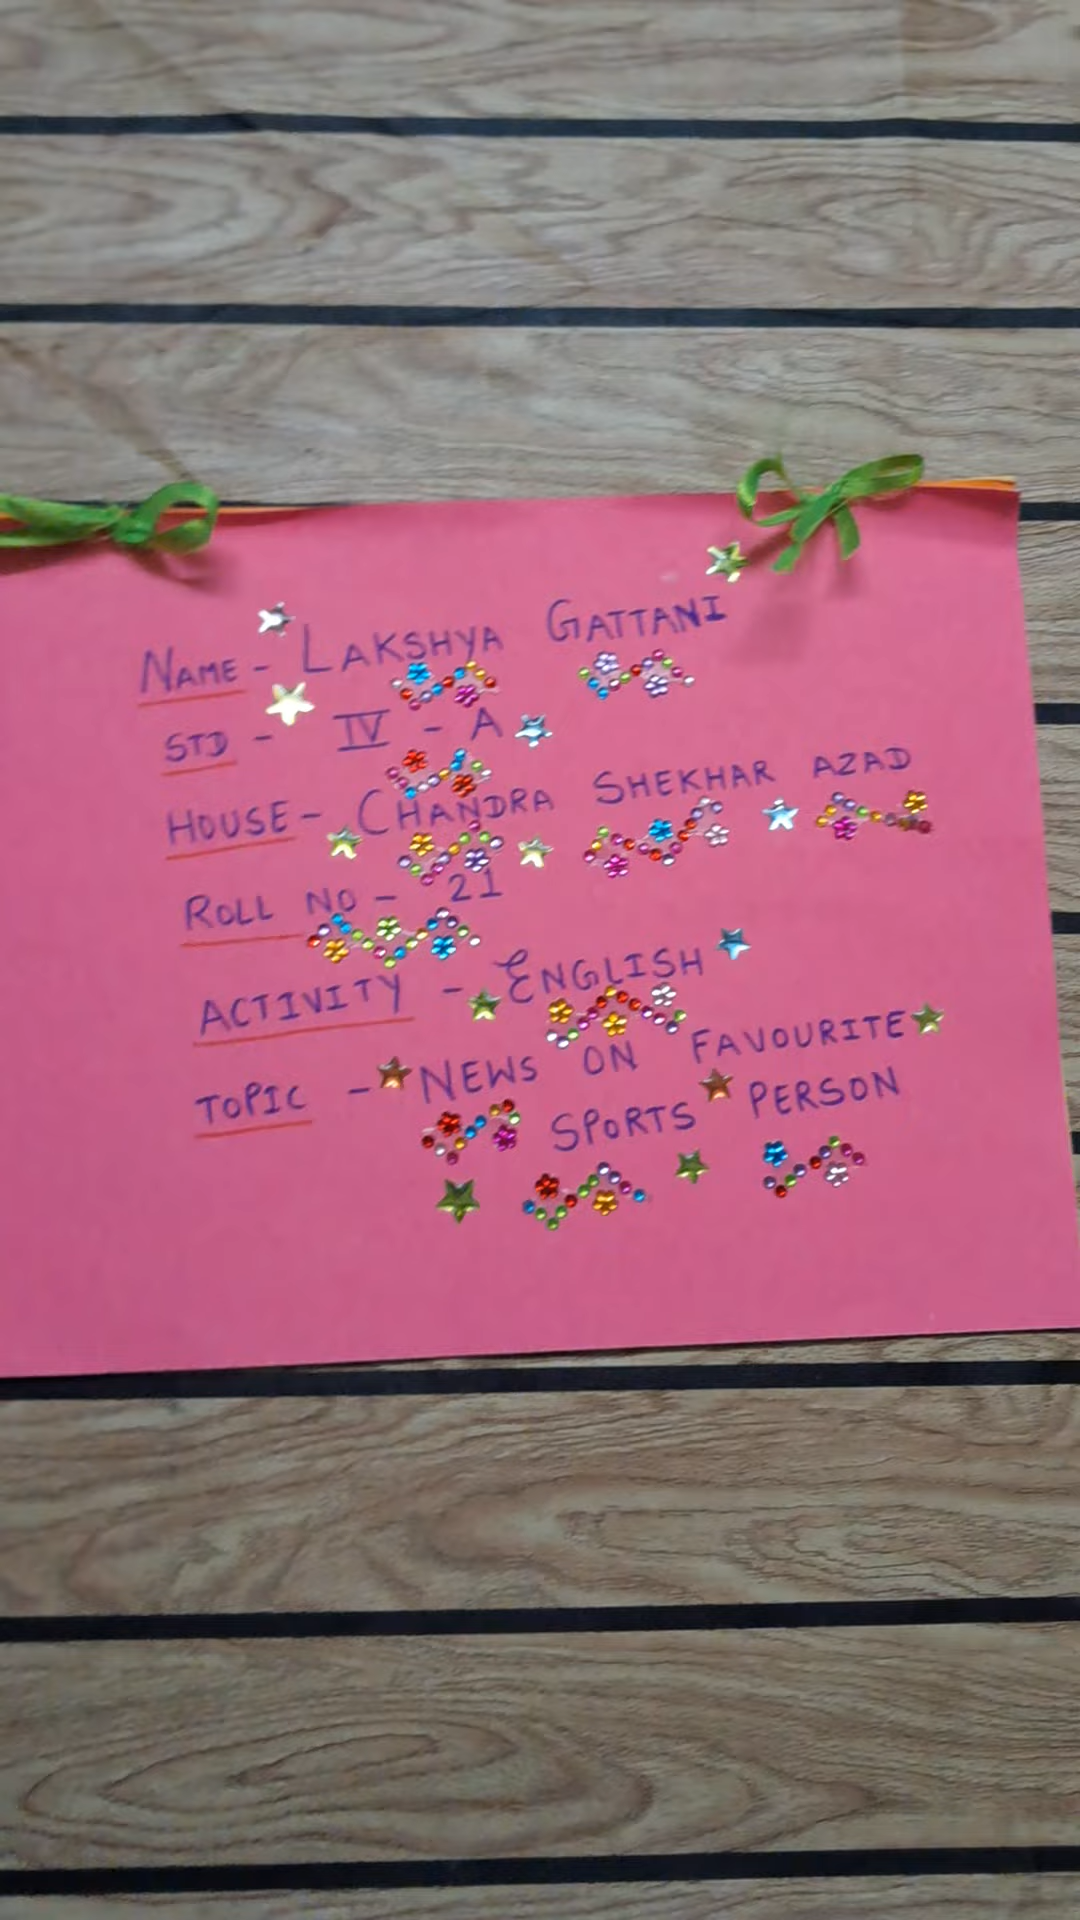 NAME - LAKSHYA GATTANI
STD - IV - A
HOUSE - CHANDRA SHEKHAR AZAD
ROLL NO - 21
ACTIVITY - ENGLISH
TOPIC - NEWS ON FAVOURITE
SPORTS PERSON